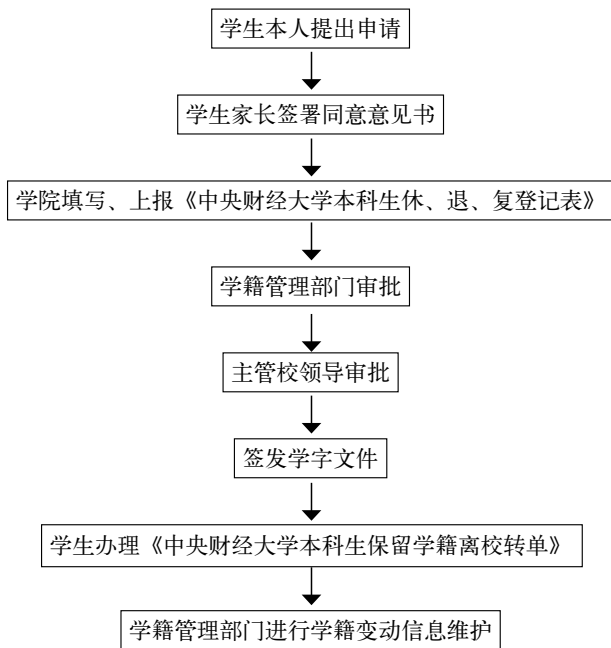 学生本人提出申请
学生家长签署同意意见书
学院填写、上报《中央财经大学本科生休、退、复登记表》
学籍管理部门审批
主管校领导审批
签发学字文件
学生办理《中央财经大学本科生保留学籍离校转单》
学籍管理部门进行学籍变动信息维护